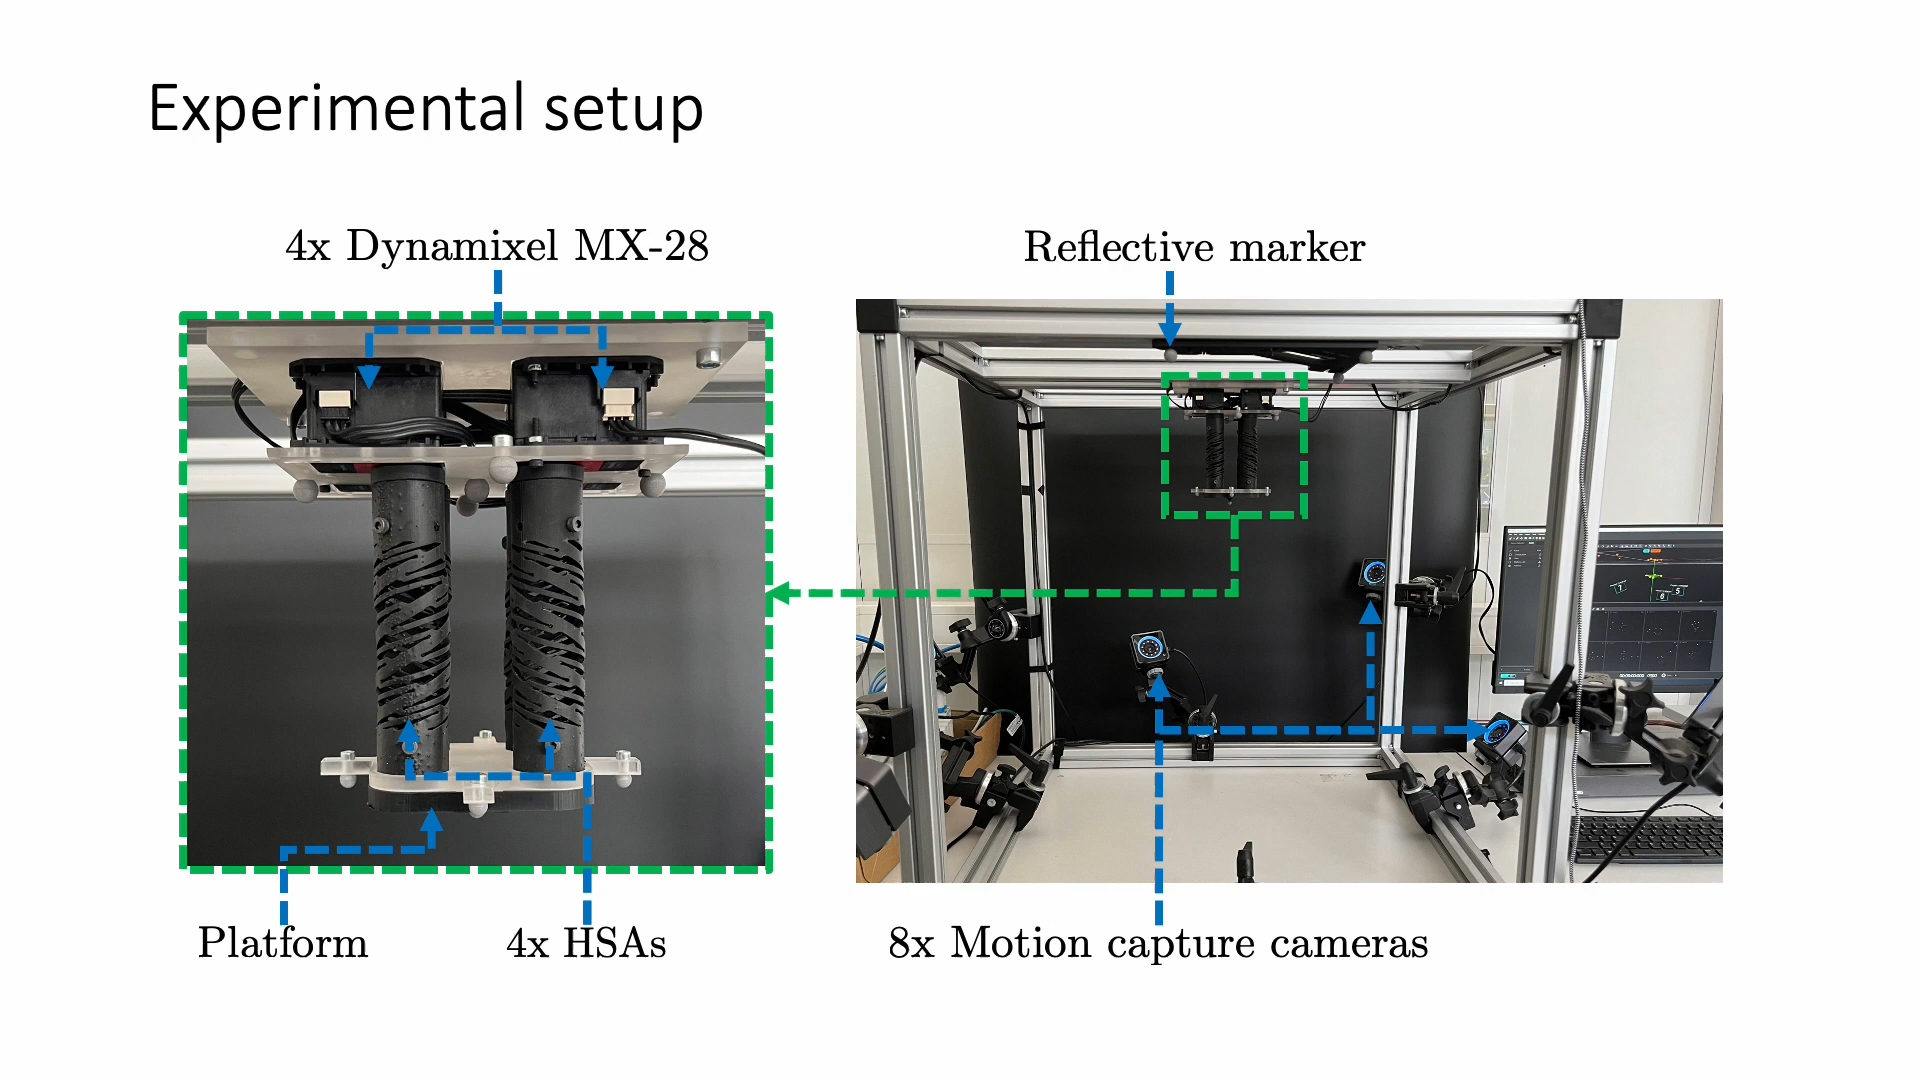 Experimental setup
4x Dynamixel MX-28
Reflective marker
Platform
4x HSAs
8x Motion capture cameras